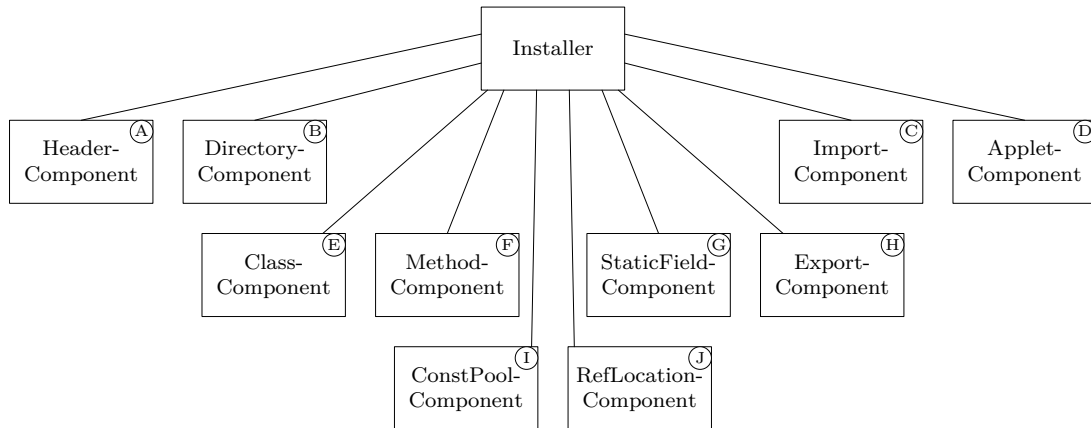 Installer
A
Header-
Component
B
Directory-
Component
C
Import-
Component
D
Applet-
Component
E
Class-
Component
F
Method-
Component
G
StaticField-
Component
H
Export-
Component
I
ConstPool-
Component
J
RefLocation-
Component